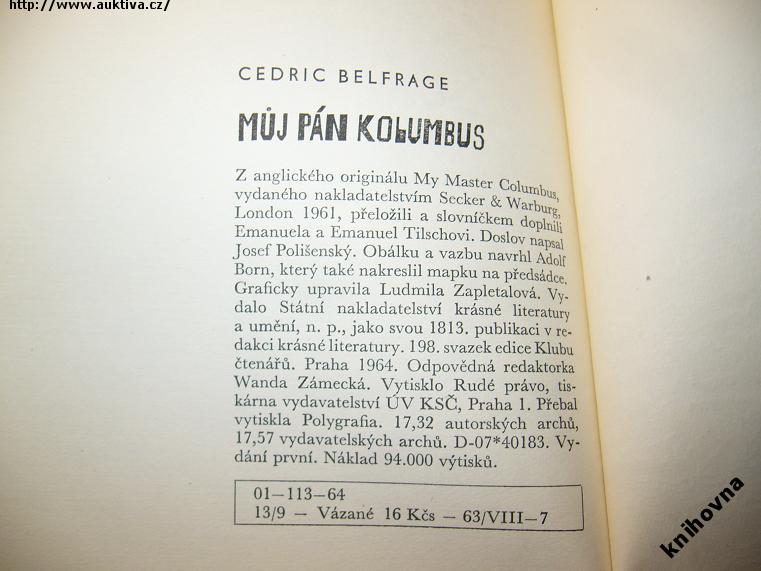 http://www.auktiva.cz/
CEDRIC BELFRAGE
MŮJ PÁN KOLUMBUS
Z anglického originálu My Master Columbus,
vydaného nakladatelstvím Secker & Warburg,
London 1961, přeložili a slovníčkem doplnili
Emanuela a Emanuel Tilschovi. Doslov napsal
Josef Polišenský. Obálku a vazbu navrhl Adolf
Born, který také nakreslil mapku na předsádce.
Graficky upravila Ludmila Zapletalová. Vy-
dalo Státní nakladatelství krásné literatury
a umění, n. p., jako svou 1813. publikaci v re-
dakci krásné literatury. 198. svazek edice Klubu
čtenářů. Praha 1964. Odpovědná redaktorka
Wanda Zámecká. Vytisklo Rudé právo, tis-
kárna vydavatelství ÚV KSČ, Praha 1. Přebal
vytiskla Polygrafia. 17,32 autorských archů,
17,57 vydavatelských archů. D-07*40183. Vy-
dání první. Náklad 94.000 výtisků.
01—113—64
13/9 — Vázané 16 Kčs — 63/VIII—7
knihovna